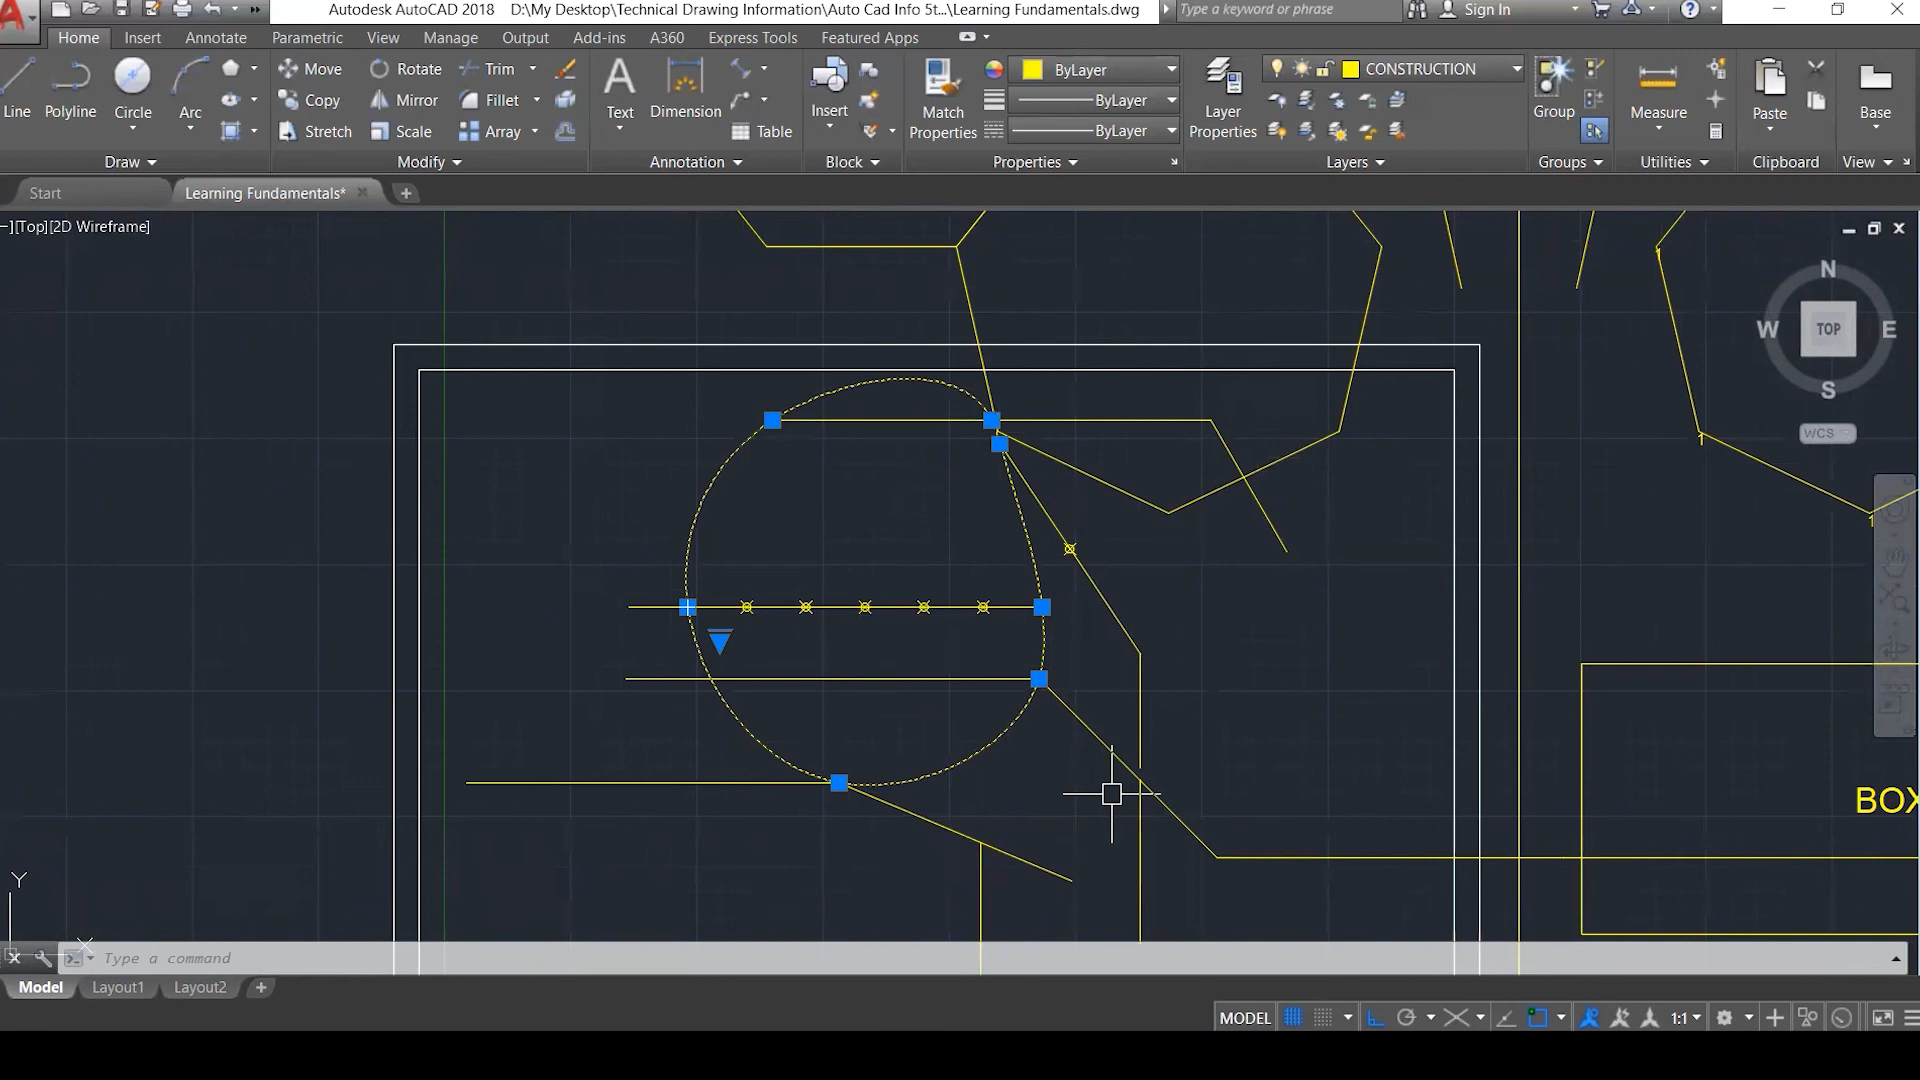 Autodesk AutoCAD 2018 D:\My Desktop\Technical Drawing Information\Auto Cad Info 5t...\Learning Fundamentals.dwg
Type a keyword or phrase
Sign In
Home Insert Annotate Parametric View Manage Output Add-ins A360 Express Tools Featured Apps
Line Polyline Circle Arc
Move Rotate Trim
Copy Mirror Fillet
Stretch Scale Array
Text Dimension
Table
Insert
Match Properties
ByLayer
ByLayer
ByLayer
Layer Properties
CONSTRUCTION
Group
Measure
Paste
Base
Draw Modify Annotation Block Properties Layers Groups Utilities Clipboard View
Start Learning Fundamentals*
−][Top][2D Wireframe]
N
W TOP E
S
WCS
1
1
1
BOX
Y
X
Type a command
Model Layout1 Layout2
MODEL 1:1